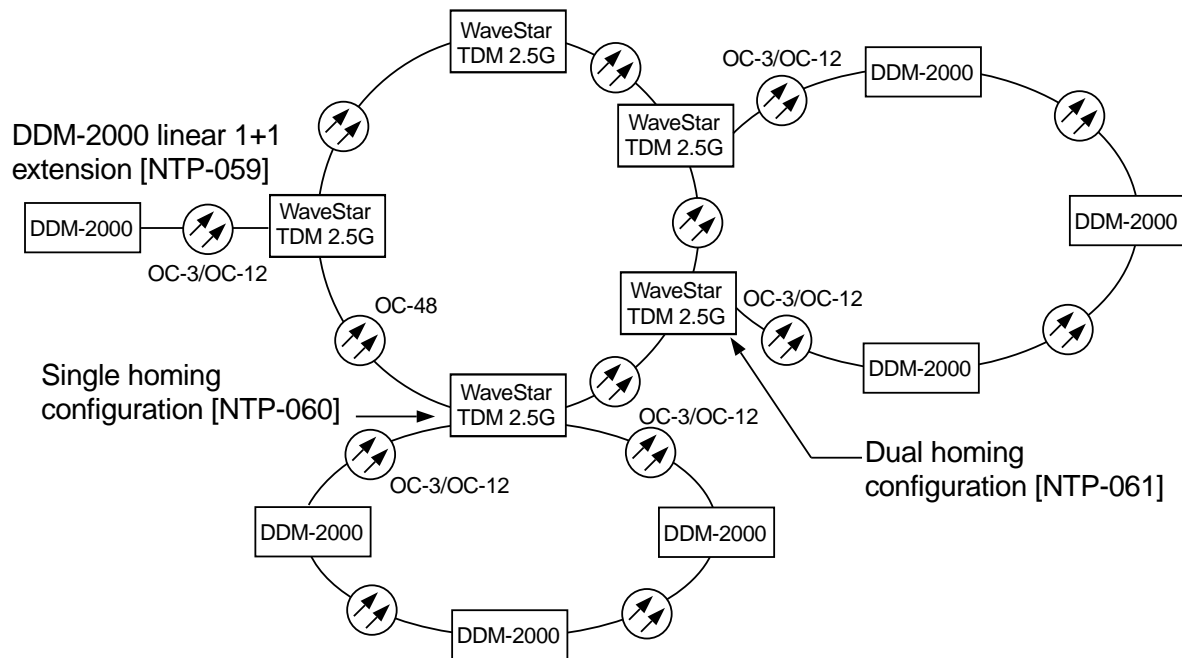 WaveStar
TDM 2.5G
OC-3/OC-12
DDM-2000
WaveStar
TDM 2.5G
DDM-2000 linear 1+1
extension [NTP-059]
DDM-2000
OC-3/OC-12
WaveStar
TDM 2.5G
DDM-2000
OC-48
WaveStar
TDM 2.5G
OC-3/OC-12
DDM-2000
Single homing
configuration [NTP-060]
WaveStar
TDM 2.5G
OC-3/OC-12
OC-3/OC-12
Dual homing
configuration [NTP-061]
DDM-2000
DDM-2000
DDM-2000